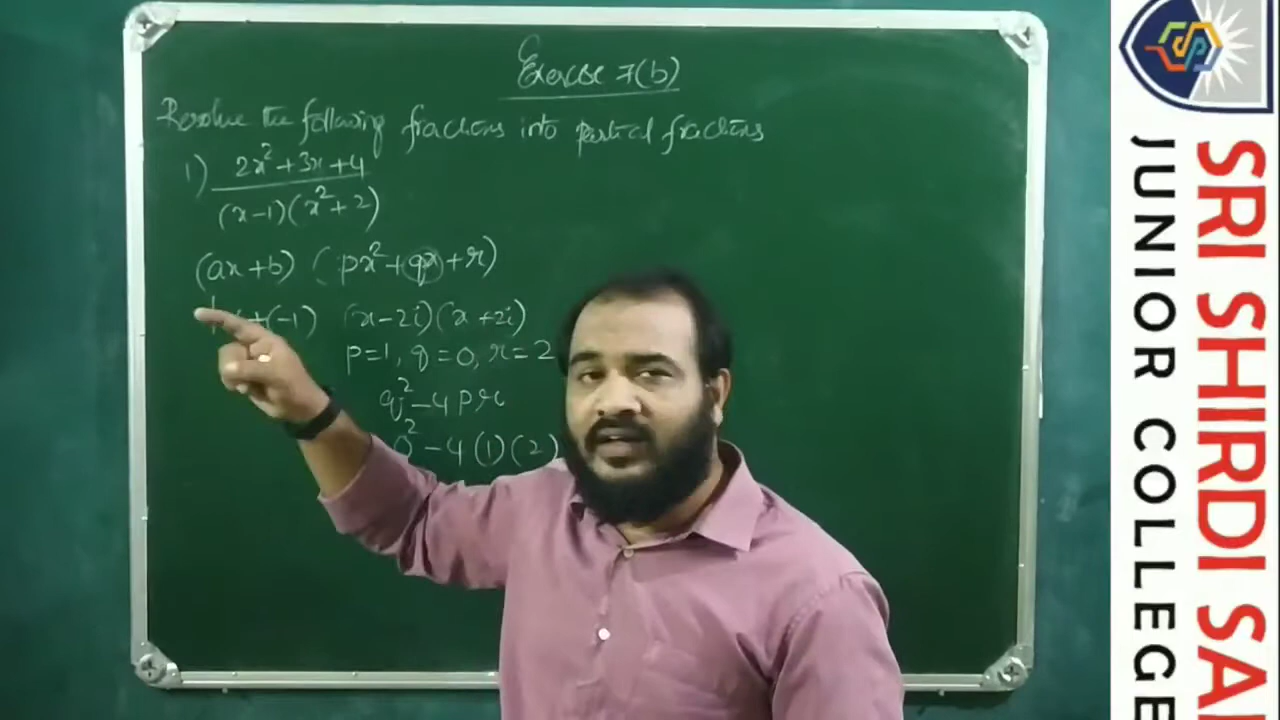 Exercise 7(b)
Resolve the following fractions into partial fractions
1) 2x²+3x+4
(x-1)(x²+2)
(ax+b) (px²+qx+r)
+(-1) (x-2i)(x+2i)
p=1, q=0, r=2
q²-4pr
0²-4(1)(2)
SRI SHIRDI SAI
JUNIOR COLLEGE